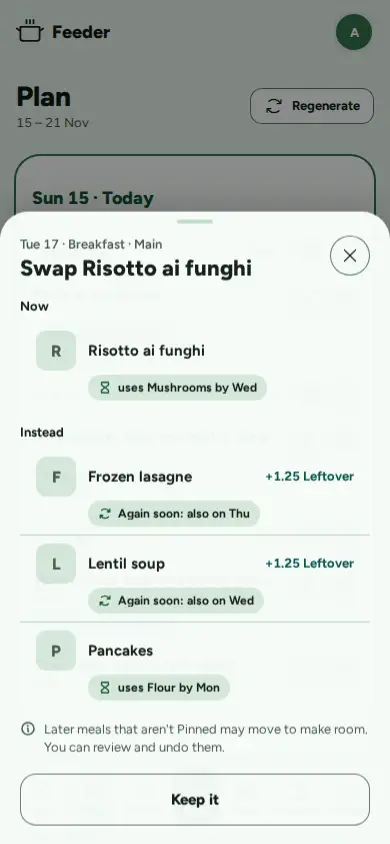 Feeder
A
Plan
15 – 21 Nov
Regenerate
Sun 15 · Today
Tue 17 · Breakfast · Main
Swap Risotto ai funghi
Now
R
Risotto ai funghi
uses Mushrooms by Wed
Instead
F
Frozen lasagne
+1.25 Leftover
Again soon: also on Thu
L
Lentil soup
+1.25 Leftover
Again soon: also on Wed
P
Pancakes
uses Flour by Mon
Later meals that aren't Pinned may move to make room.
You can review and undo them.
Keep it